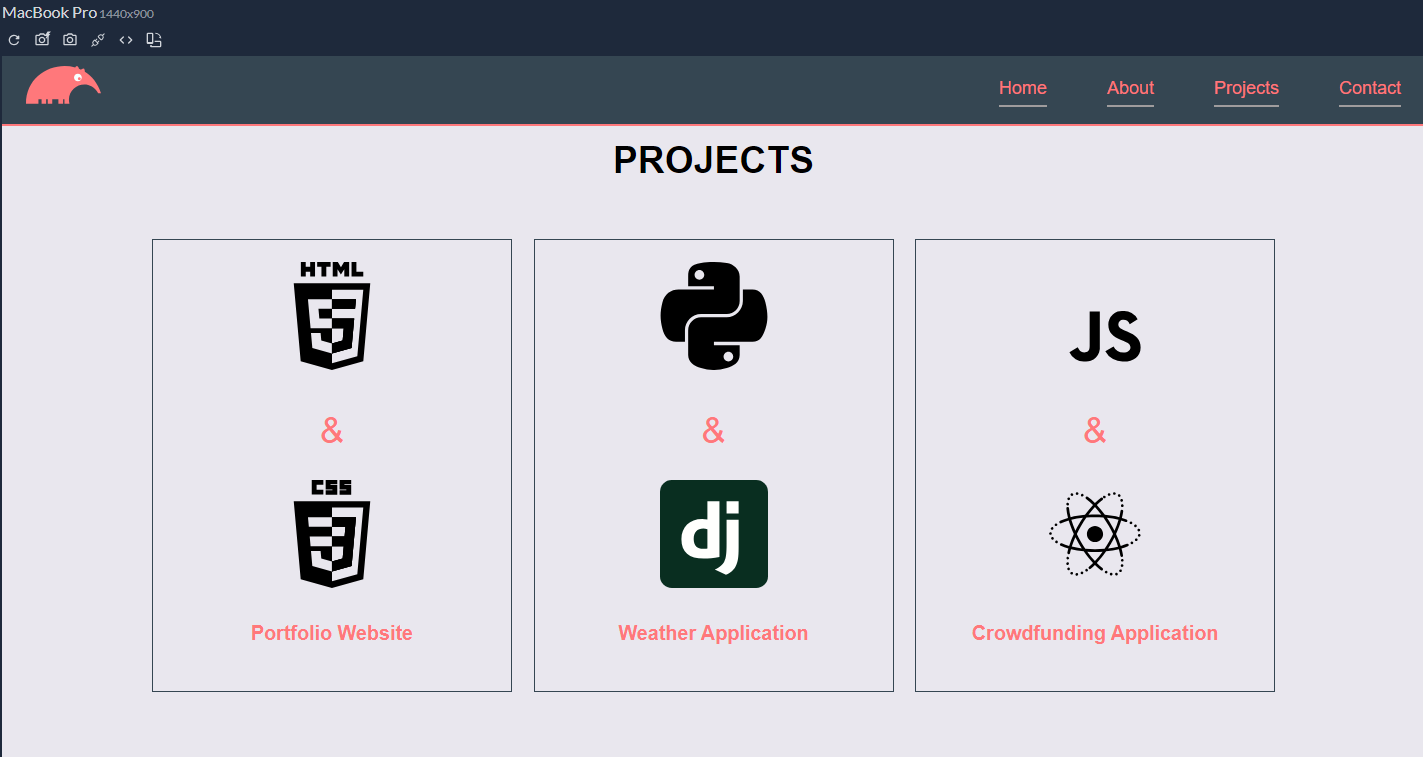 MacBook Pro 1440x900
Home About Projects Contact
PROJECTS
HTML
5
&
CSS
3
Portfolio Website
&
dj
Weather Application
JS
&
Crowdfunding Application